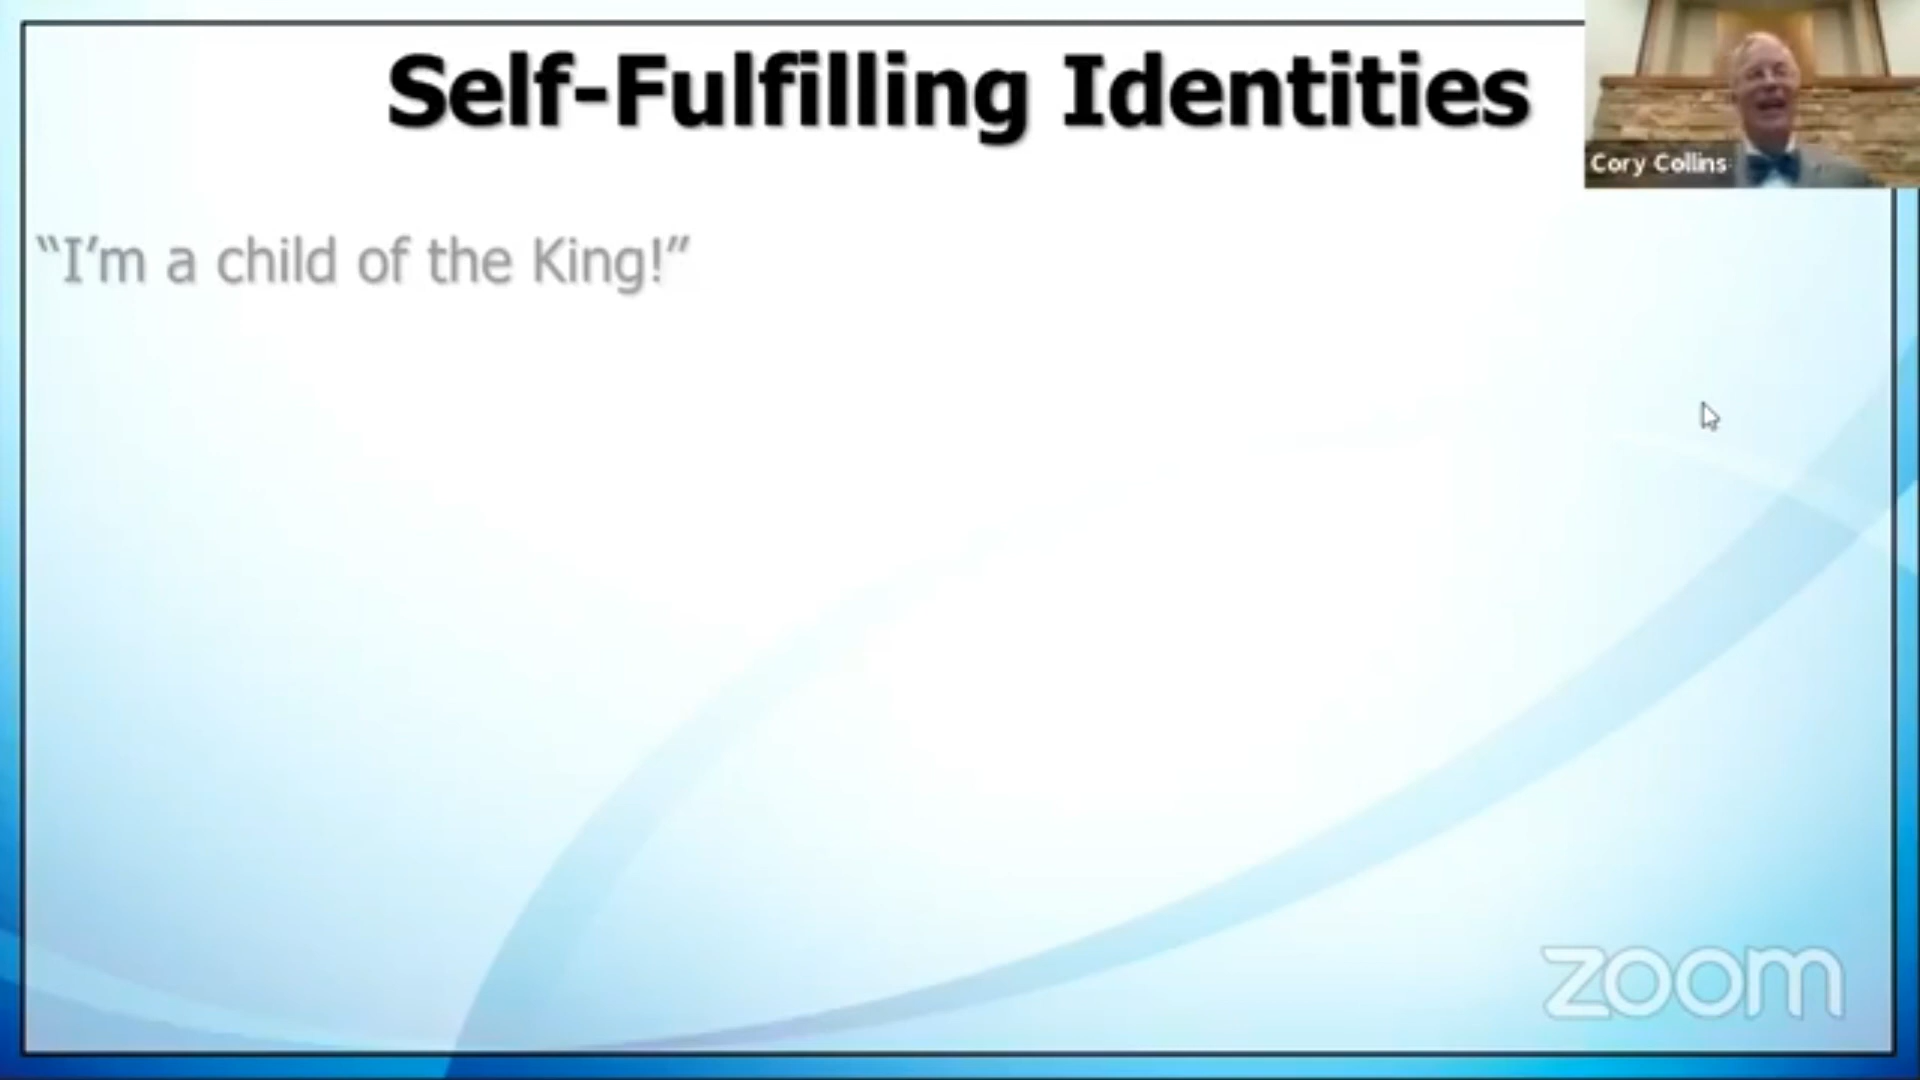 Self-Fulfilling Identities
Cory Collins
“I’m a child of the King!”
zoom